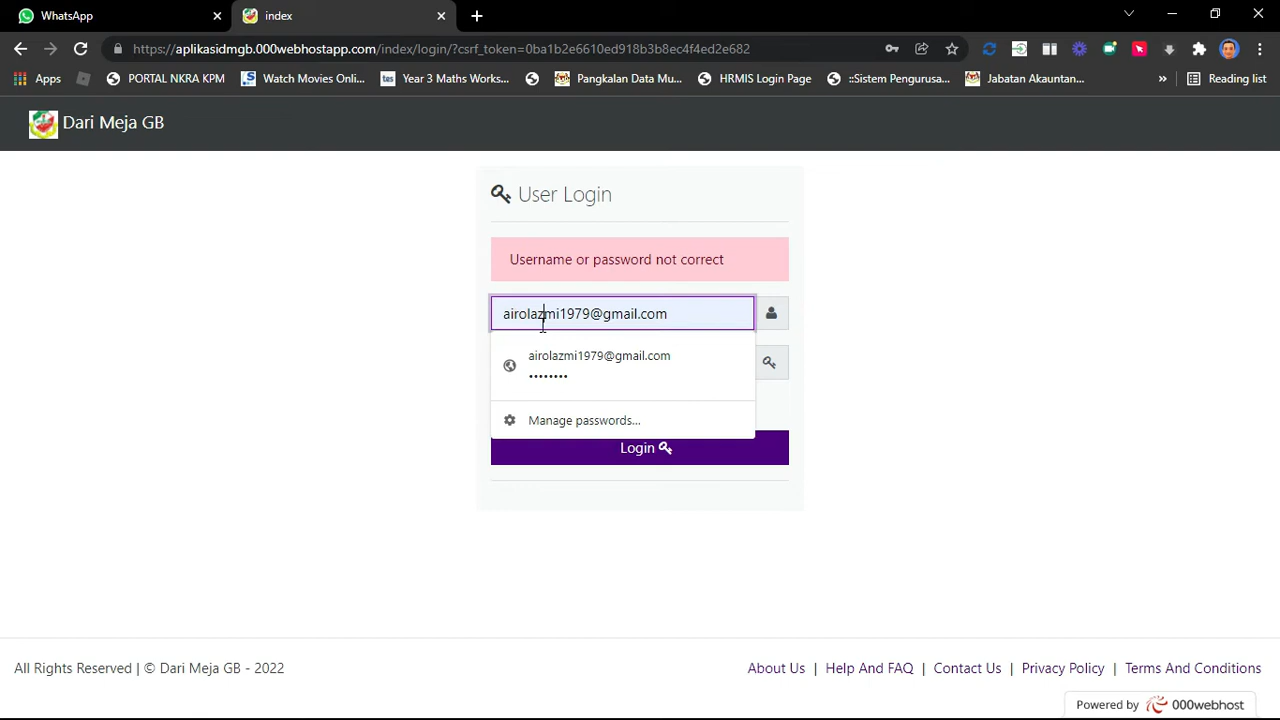 WhatsApp
index
https://aplikasidmgb.000webhostapp.com/index/login/?csrf_token=0ba1b2e6610ed918b3b8ec4f4ed2e682
Apps
PORTAL NKRA KPM
Watch Movies Onlin...
tes
Year 3 Maths Works...
Pangkalan Data Mu...
HRMIS Login Page
::Sistem Pengurusa...
Jabatan Akauntan...
»
Reading list
Dari Meja GB
User Login
Username or password not correct
airolazmi1979@gmail.com
airolazmi1979@gmail.com
••••••••
Manage passwords...
Login
All Rights Reserved | © Dari Meja GB - 2022
About Us | Help And FAQ | Contact Us | Privacy Policy | Terms And Conditions
Powered by 000webhost